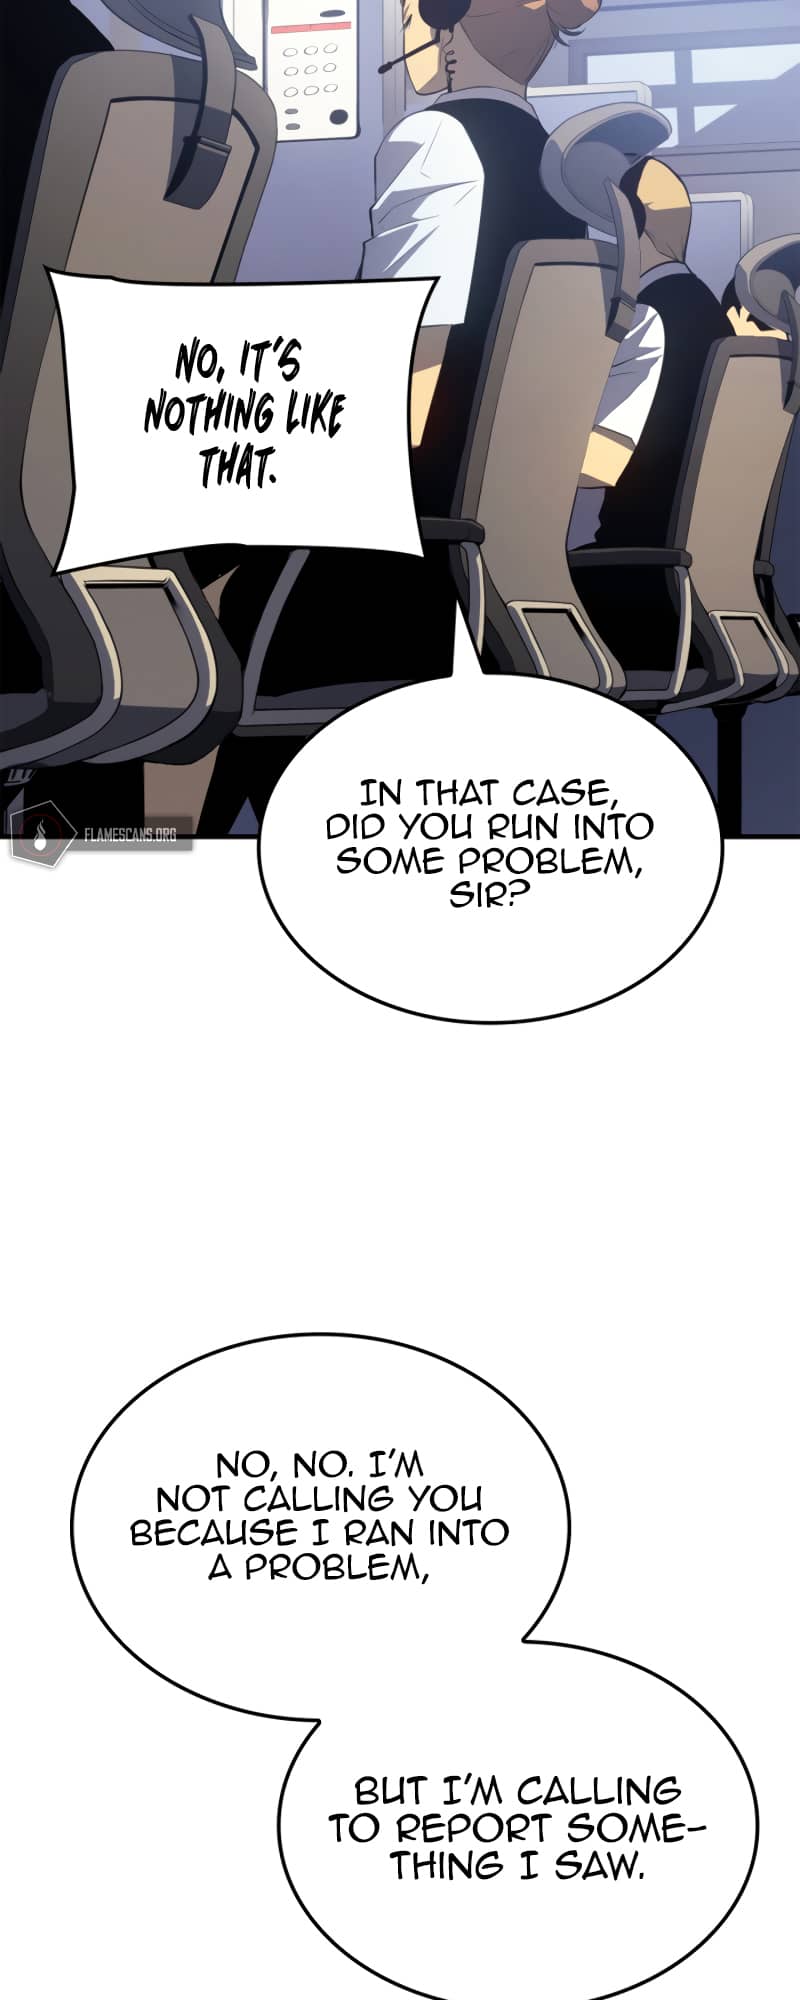 NO, IT'S
NOTHING LIKE
THAT.
IN THAT CASE,
DID YOU RUN INTO
SOME PROBLEM,
SIR?
FLAMESCANS.ORG
NO, NO. I'M
NOT CALLING YOU
BECAUSE I RAN INTO
A PROBLEM,
BUT I'M CALLING
TO REPORT SOME-
THING I SAW.